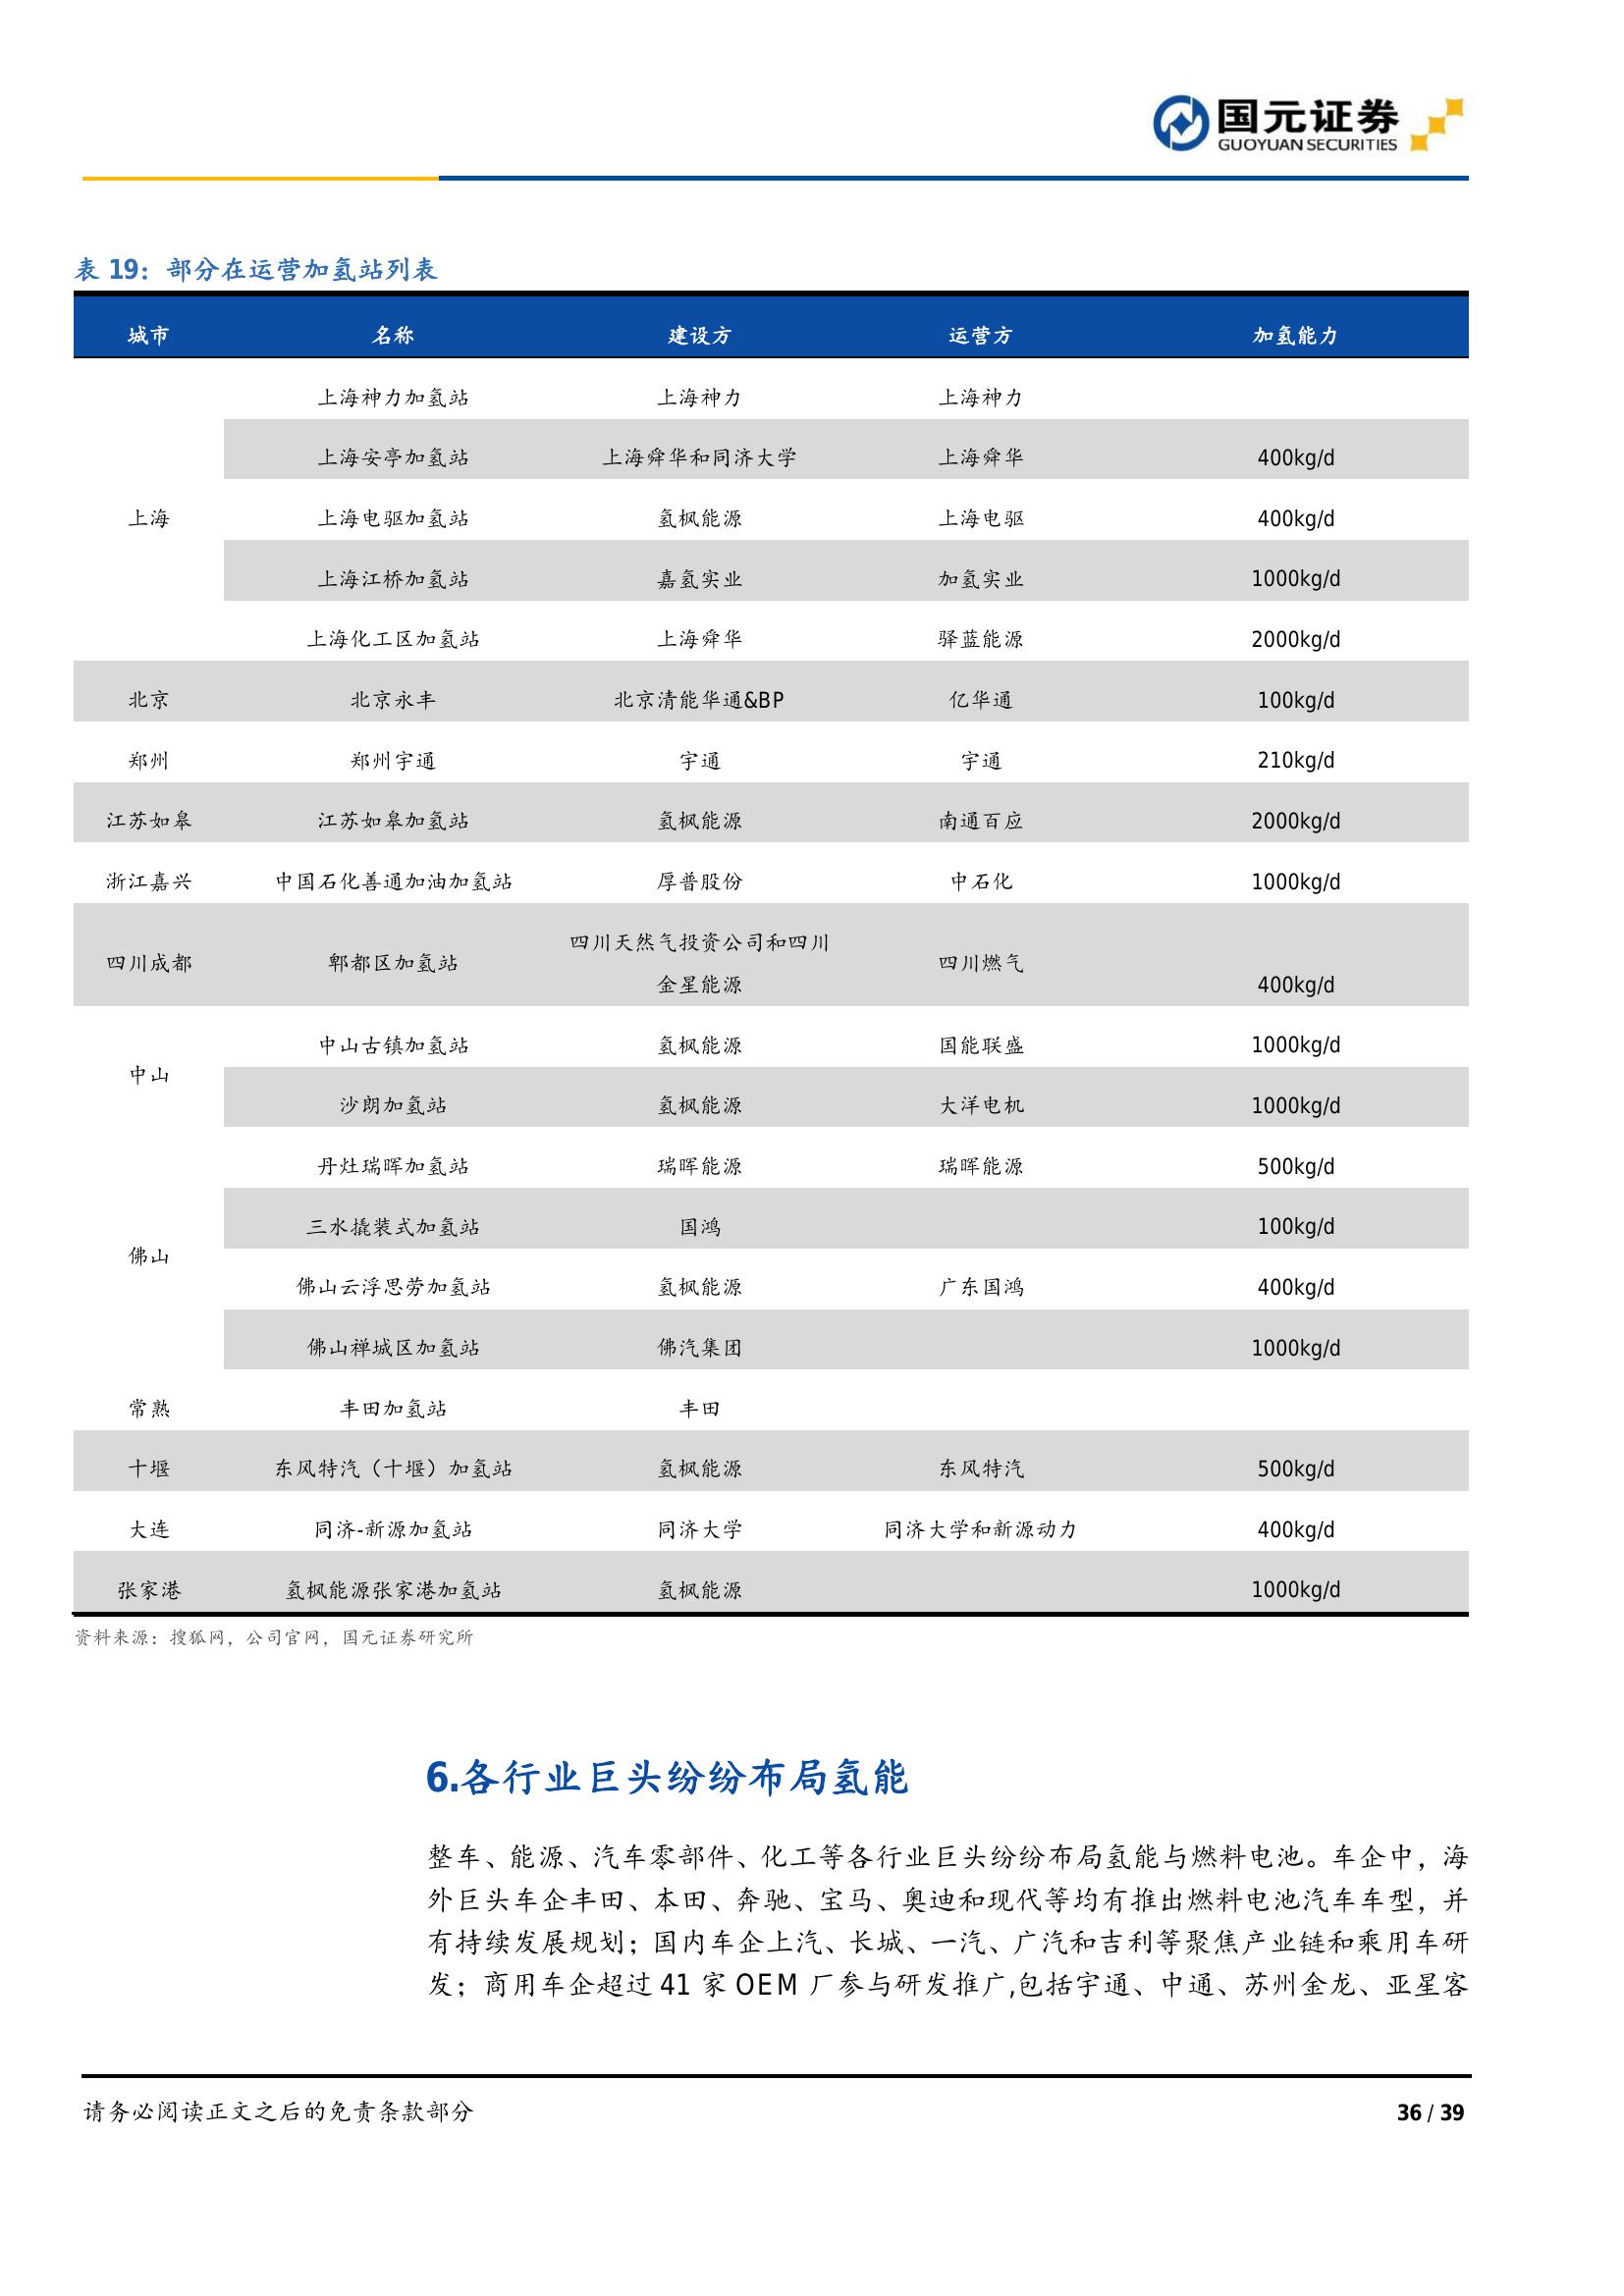 国元证券
GUOYUAN SECURITIES
表 19：部分在运营加氢站列表
城市 名称 建设方 运营方 加氢能力
上海神力加氢站 上海神力 上海神力
上海安亭加氢站 上海舜华和同济大学 上海舜华 400kg/d
上海 上海电驱加氢站 氢枫能源 上海电驱 400kg/d
上海江桥加氢站 嘉氢实业 加氢实业 1000kg/d
上海化工区加氢站 上海舜华 驿蓝能源 2000kg/d
北京 北京永丰 北京清能华通&BP 亿华通 100kg/d
郑州 郑州宇通 宇通 宇通 210kg/d
江苏如皋 江苏如皋加氢站 氢枫能源 南通百应 2000kg/d
浙江嘉兴 中国石化善通加油加氢站 厚普股份 中石化 1000kg/d
四川天然气投资公司和四川
四川成都 郫都区加氢站 四川燃气
金星能源 400kg/d
中山古镇加氢站 氢枫能源 国能联盛 1000kg/d
中山
沙朗加氢站 氢枫能源 大洋电机 1000kg/d
丹灶瑞晖加氢站 瑞晖能源 瑞晖能源 500kg/d
三水撬装式加氢站 国鸿 100kg/d
佛山
佛山云浮思劳加氢站 氢枫能源 广东国鸿 400kg/d
佛山禅城区加氢站 佛汽集团 1000kg/d
常熟 丰田加氢站 丰田
十堰 东风特汽（十堰）加氢站 氢枫能源 东风特汽 500kg/d
大连 同济-新源加氢站 同济大学 同济大学和新源动力 400kg/d
张家港 氢枫能源张家港加氢站 氢枫能源 1000kg/d
资料来源：搜狐网，公司官网，国元证券研究所
6.各行业巨头纷纷布局氢能
整车、能源、汽车零部件、化工等各行业巨头纷纷布局氢能与燃料电池。车企中，海
外巨头车企丰田、本田、奔驰、宝马、奥迪和现代等均有推出燃料电池汽车车型，并
有持续发展规划；国内车企上汽、长城、一汽、广汽和吉利等聚焦产业链和乘用车研
发；商用车企超过 41 家 OEM 厂参与研发推广,包括宇通、中通、苏州金龙、亚星客
请务必阅读正文之后的免责条款部分 36 / 39